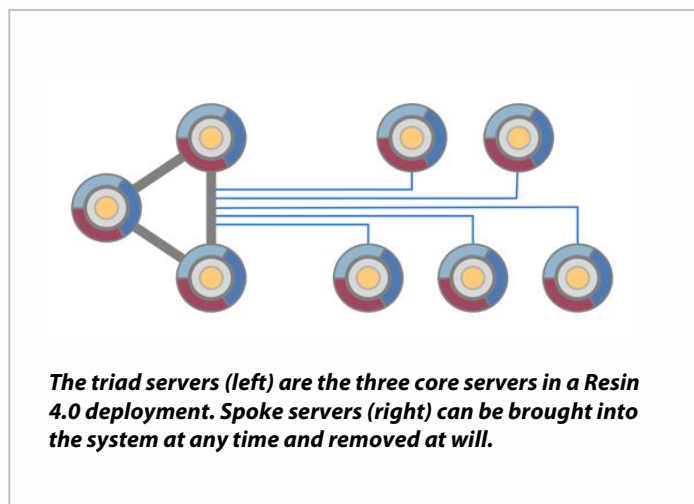 The triad servers (left) are the three core servers in a Resin
4.0 deployment. Spoke servers (right) can be brought into
the system at any time and removed at will.